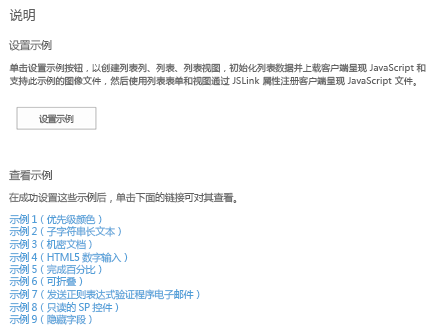 说明
设置示例
单击设置示例按钮，以创建列表列、列表、列表视图，初始化列表数据并上载客户端呈现 JavaScript 和
支持此示例的图像文件，然后使用列表表单和视图通过 JSLink 属性注册客户端呈现 JavaScript 文件。
设置示例
查看示例
在成功设置这些示例后，单击下面的链接可对其查看。
示例 1（优先级颜色）
示例 2（子字符串长文本）
示例 3（机密文档）
示例 4（HTML5 数字输入）
示例 5（完成百分比）
示例 6（可折叠）
示例 7（发送正则表达式验证程序电子邮件）
示例 8（只读的 SP 控件）
示例 9（隐藏字段）